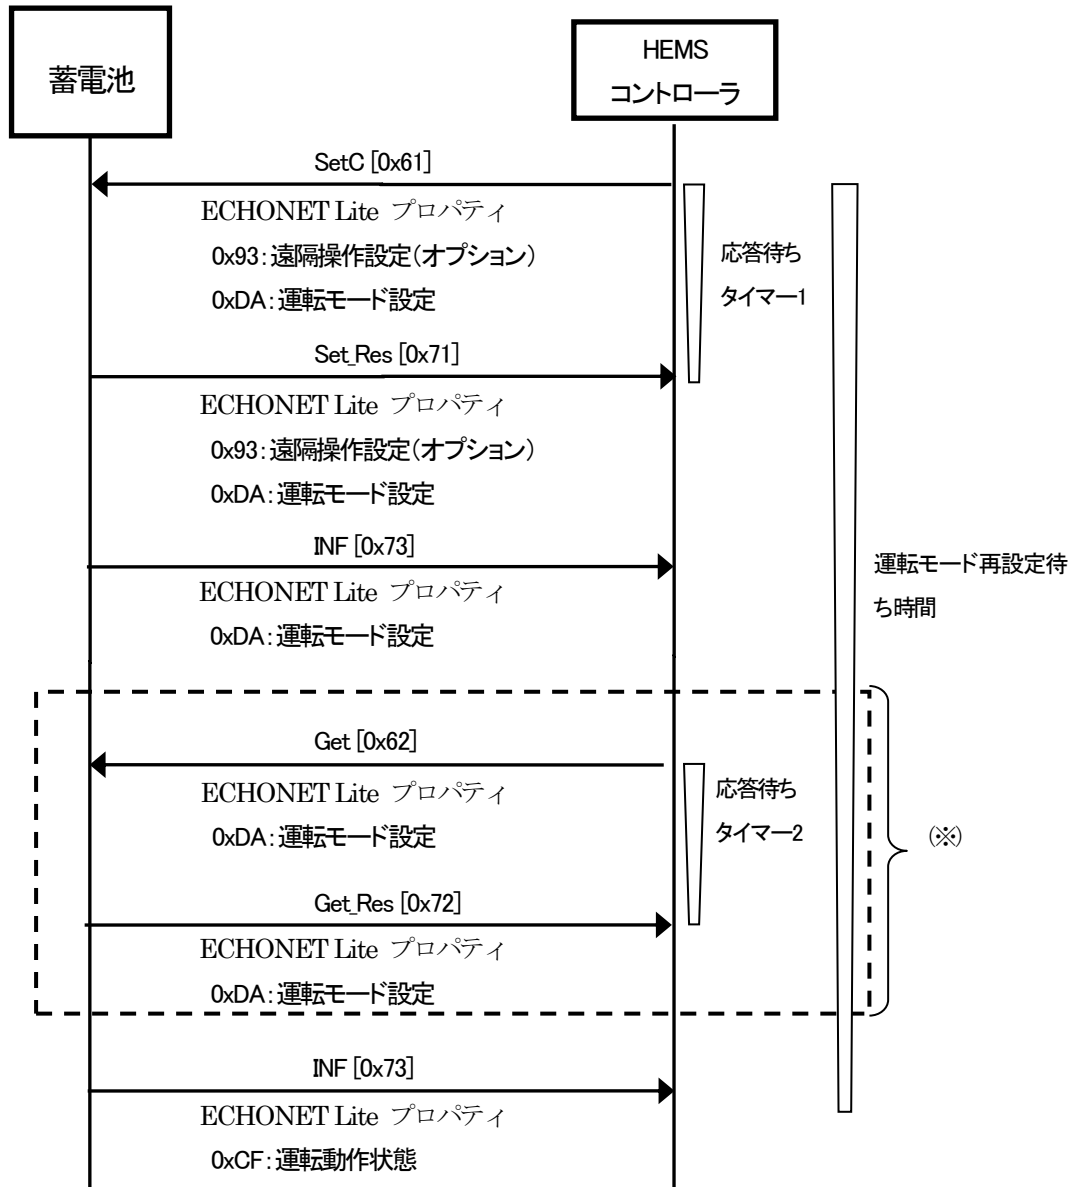 蓄電池
HEMS
コントローラ
SetC [0x61]
ECHONET Lite プロパティ
0x93：遠隔操作設定（オプション）
0xDA：運転モード設定
応答待ち
タイマー1
Set_Res [0x71]
ECHONET Lite プロパティ
0x93：遠隔操作設定（オプション）
0xDA：運転モード設定
INF [0x73]
ECHONET Lite プロパティ
0xDA：運転モード設定
運転モード再設定待
ち時間
Get [0x62]
ECHONET Lite プロパティ
0xDA：運転モード設定
応答待ち
タイマー2
(※)
Get_Res [0x72]
ECHONET Lite プロパティ
0xDA：運転モード設定
INF [0x73]
ECHONET Lite プロパティ
0xCF：運転動作状態